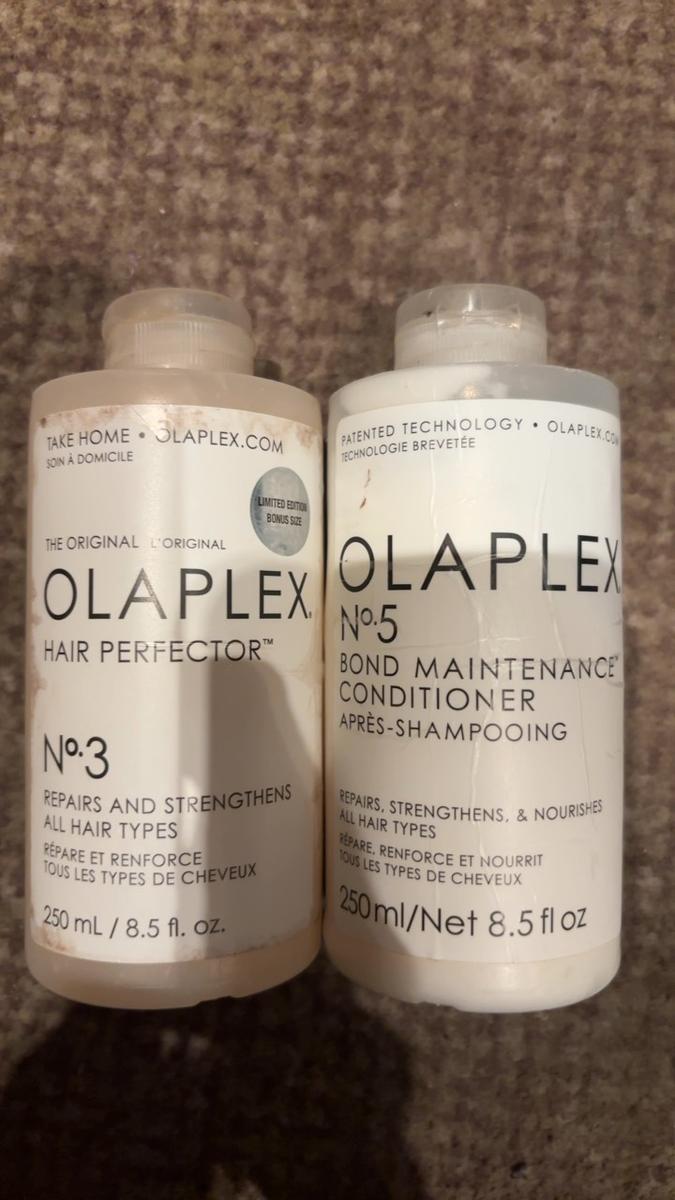 TAKE HOME • OLAPLEX.COM
SOIN À DOMICILE
LIMITED EDITION
BONUS SIZE
THE ORIGINAL L'ORIGINAL
OLAPLEX.
HAIR PERFECTOR™
Nº.3
REPAIRS AND STRENGTHENS
ALL HAIR TYPES
RÉPARE ET RENFORCE
TOUS LES TYPES DE CHEVEUX
250 mL / 8.5 fl. oz.
PATENTED TECHNOLOGY • OLAPLEX.COM
TECHNOLOGIE BREVETÉE
OLAPLEX
Nº.5
BOND MAINTENANCE™
CONDITIONER
APRÈS-SHAMPOOING
REPAIRS, STRENGTHENS, & NOURISHES
ALL HAIR TYPES
RÉPARE, RENFORCE ET NOURRIT
TOUS LES TYPES DE CHEVEUX
250 ml/Net 8.5 fl oz